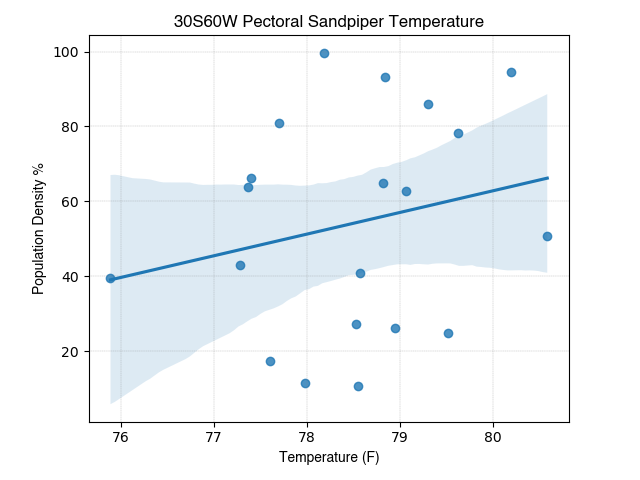 30S60W Pectoral Sandpiper Temperature
100
80
60
40
20
Population Density %
76 77 78 79 80
Temperature (F)